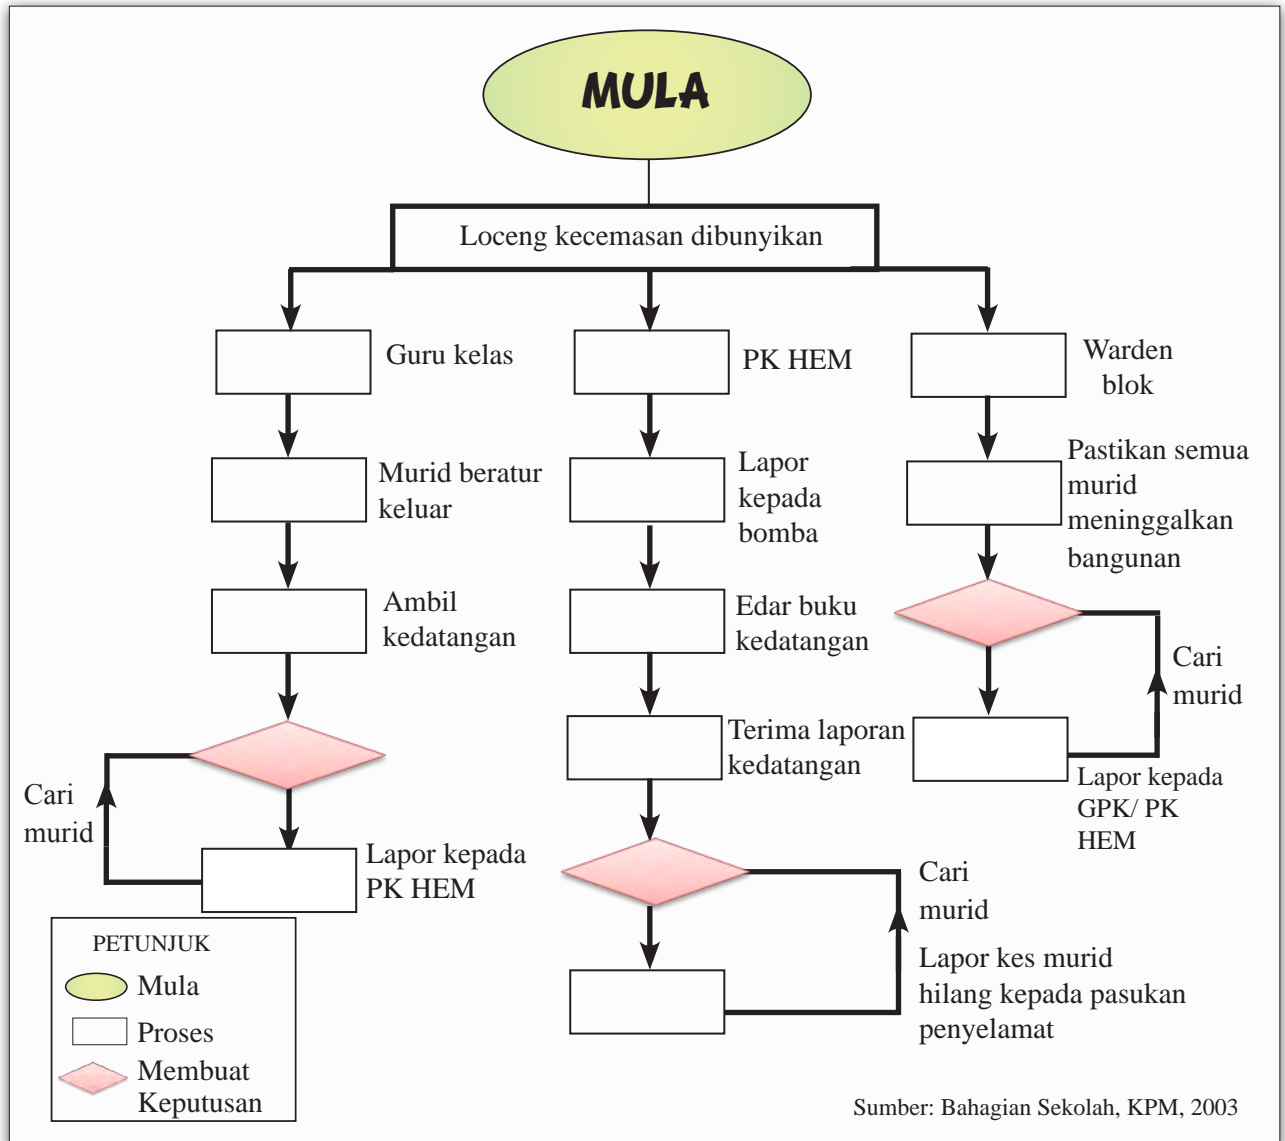 MULA
Loceng kecemasan dibunyikan
Guru kelas
Murid beratur
keluar
Ambil
kedatangan
Cari
murid
Lapor kepada
PK HEM
PK HEM
Lapor
kepada
bomba
Edar buku
kedatangan
Terima laporan
kedatangan
Cari
murid
Lapor kes murid
hilang kepada pasukan
penyelamat
Warden
blok
Pastikan semua
murid
meninggalkan
bangunan
Cari
murid
Lapor kepada
GPK/ PK
HEM
PETUNJUK
Mula
Proses
Membuat
Keputusan
Sumber: Bahagian Sekolah, KPM, 2003